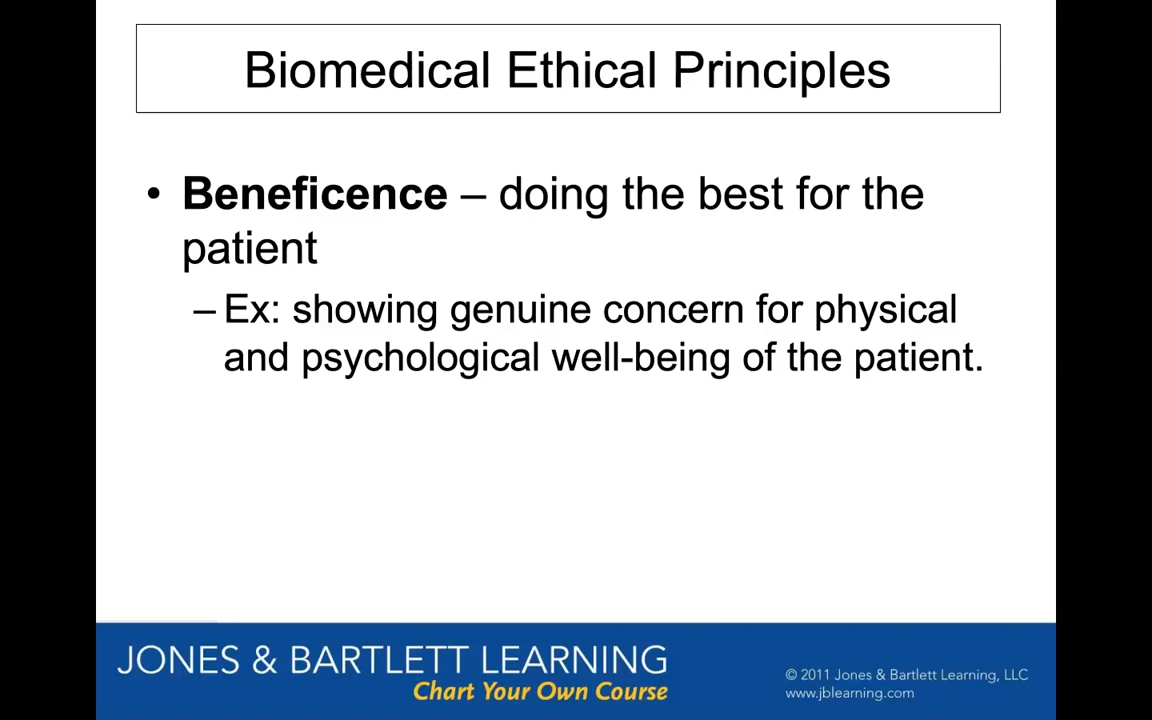 Biomedical Ethical Principles
• Beneficence – doing the best for the
patient
– Ex: showing genuine concern for physical
and psychological well-being of the patient.
JONES & BARTLETT LEARNING
Chart Your Own Course
© 2011 Jones & Bartlett Learning, LLC
www.jblearning.com